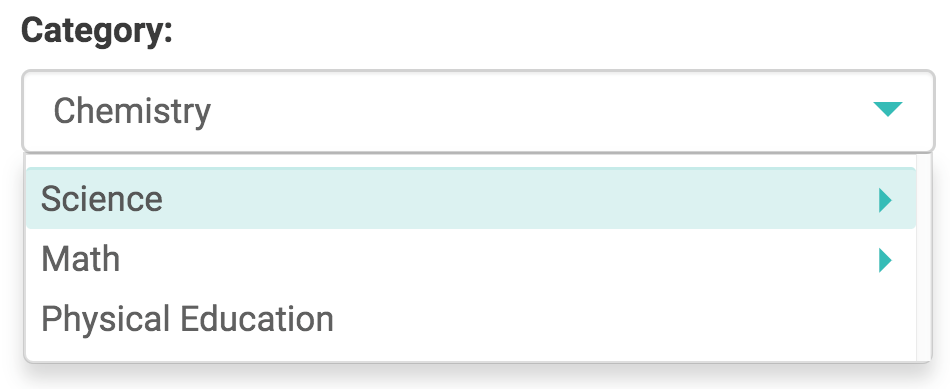 Category:
Chemistry
Science
Math
Physical Education